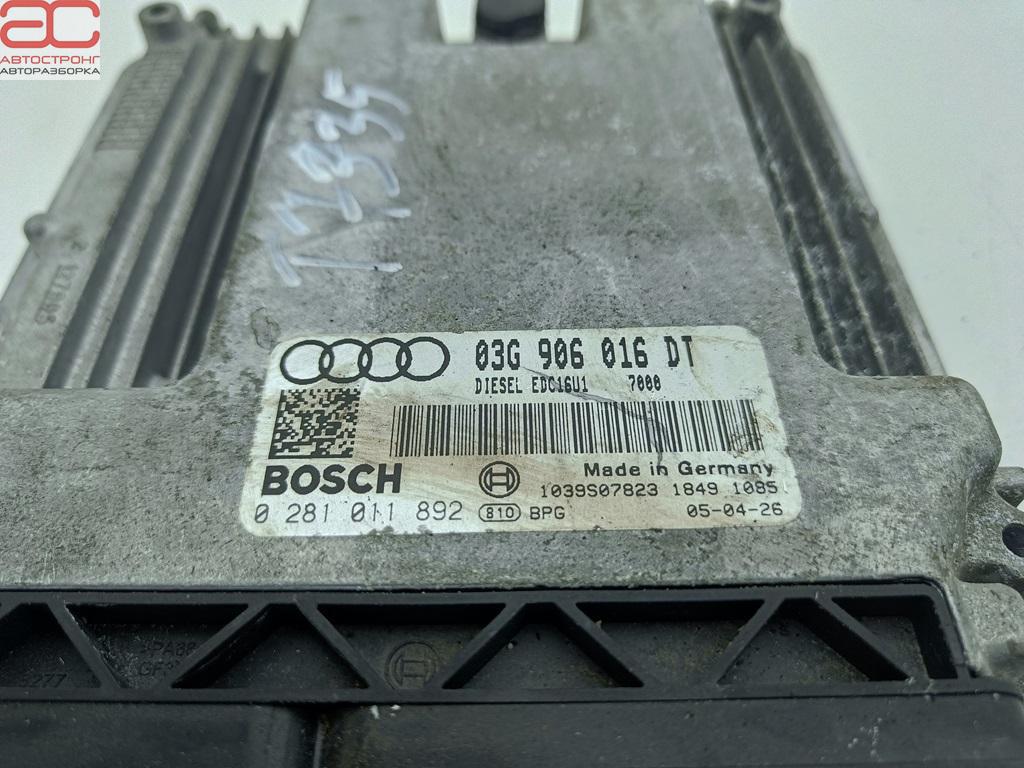 АС
АВТОСТРОНГ
АВТОРАЗБОРКА
03G 906 016 DT
DIESEL EDC16U1 7000
BOSCH
Made in Germany
1039S07823 1849 1085
0 281 011 892 810 BPG 05-04-26
277